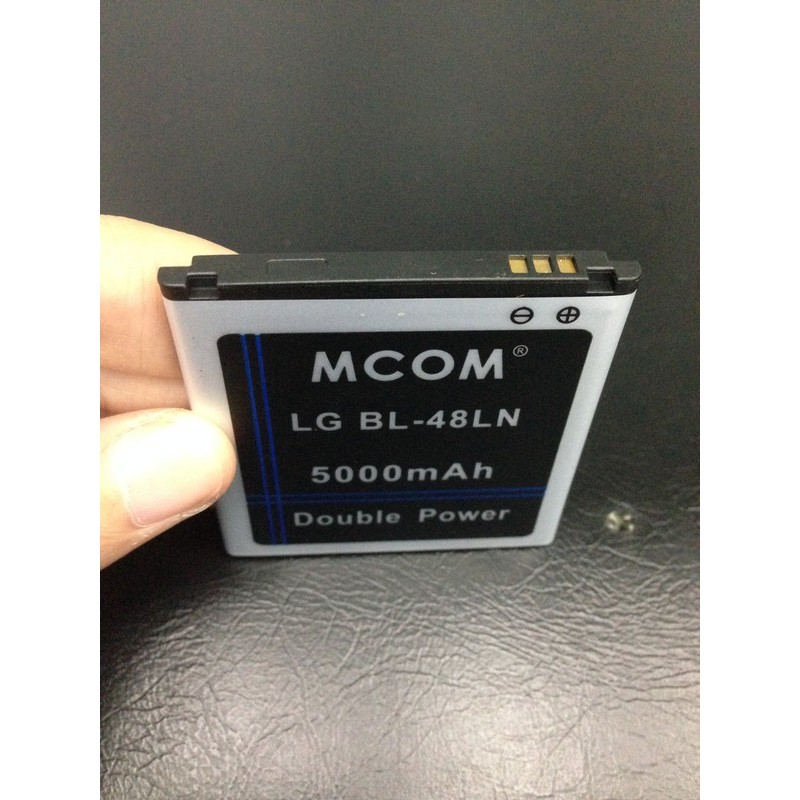 ⊖ ⊕
MCOM®
LG BL-48LN
5000mAh
Double Power